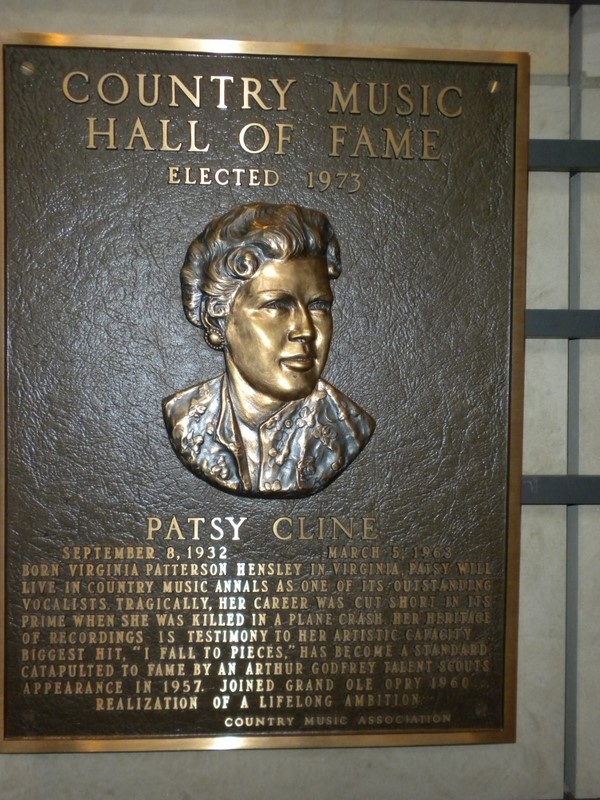 COUNTRY MUSIC
HALL OF FAME
ELECTED 1973
PATSY CLINE
SEPTEMBER 8, 1932 MARCH 5, 1963
BORN VIRGINIA PATTERSON HENSLEY IN VIRGINIA, PATSY WILL
LIVE IN COUNTRY MUSIC ANNALS AS ONE OF ITS OUTSTANDING
VOCALISTS. TRAGICALLY, HER CAREER WAS CUT SHORT IN ITS
PRIME WHEN SHE WAS KILLED IN A PLANE CRASH. HER HERITAGE
OF RECORDINGS IS TESTIMONY TO HER ARTISTIC CAPACITY
BIGGEST HIT, "I FALL TO PIECES," HAS BECOME A STANDARD
CATAPULTED TO FAME BY AN ARTHUR GODFREY TALENT SCOUTS
APPEARANCE IN 1957. JOINED GRAND OLE OPRY 1960
REALIZATION OF A LIFELONG AMBITION.
COUNTRY MUSIC ASSOCIATION